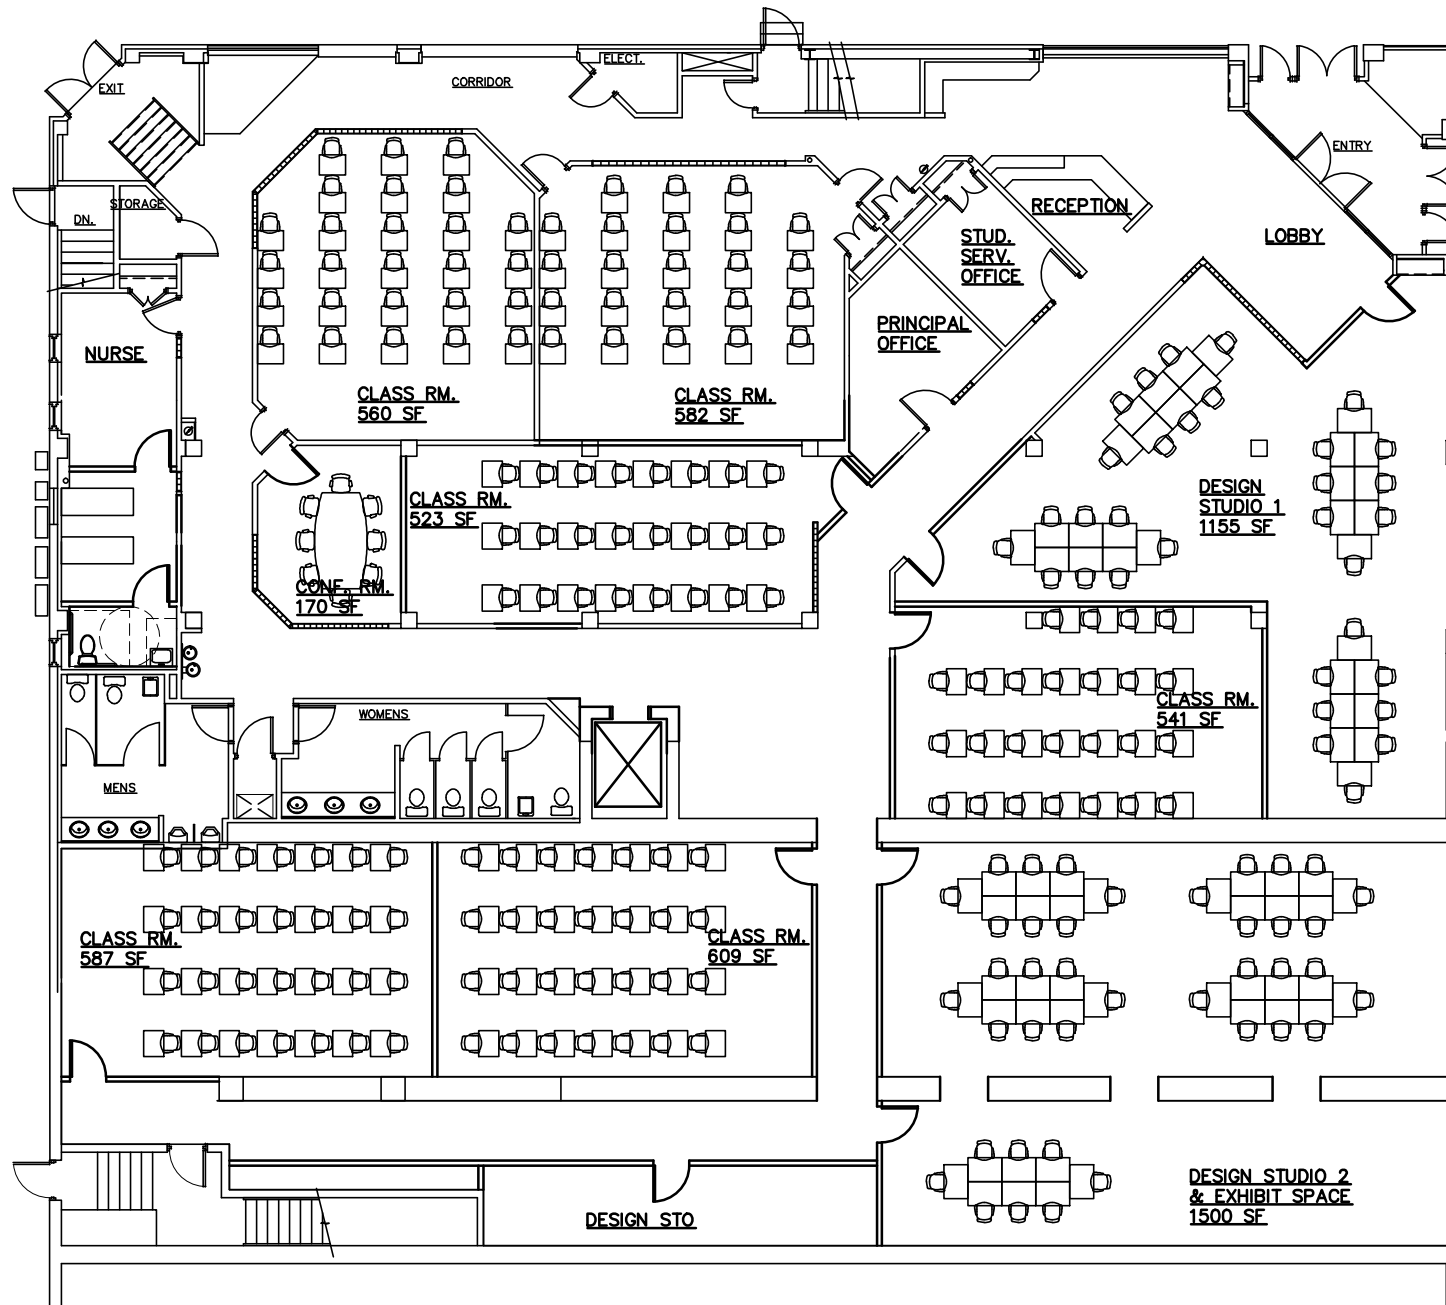 ELECT.
CORRIDOR
EXIT
ENTRY
STORAGE
DN.
RECEPTION
LOBBY
STUD.
SERV.
OFFICE
PRINCIPAL
OFFICE
NURSE
CLASS RM.
560 SF
CLASS RM.
582 SF
CLASS RM.
523 SF
DESIGN
STUDIO 1
1155 SF
CONF. RM.
170 SF
CLASS RM.
541 SF
WOMENS
MENS
CLASS RM.
587 SF
CLASS RM.
609 SF
DESIGN STUDIO 2
& EXHIBIT SPACE
1500 SF
DESIGN STO